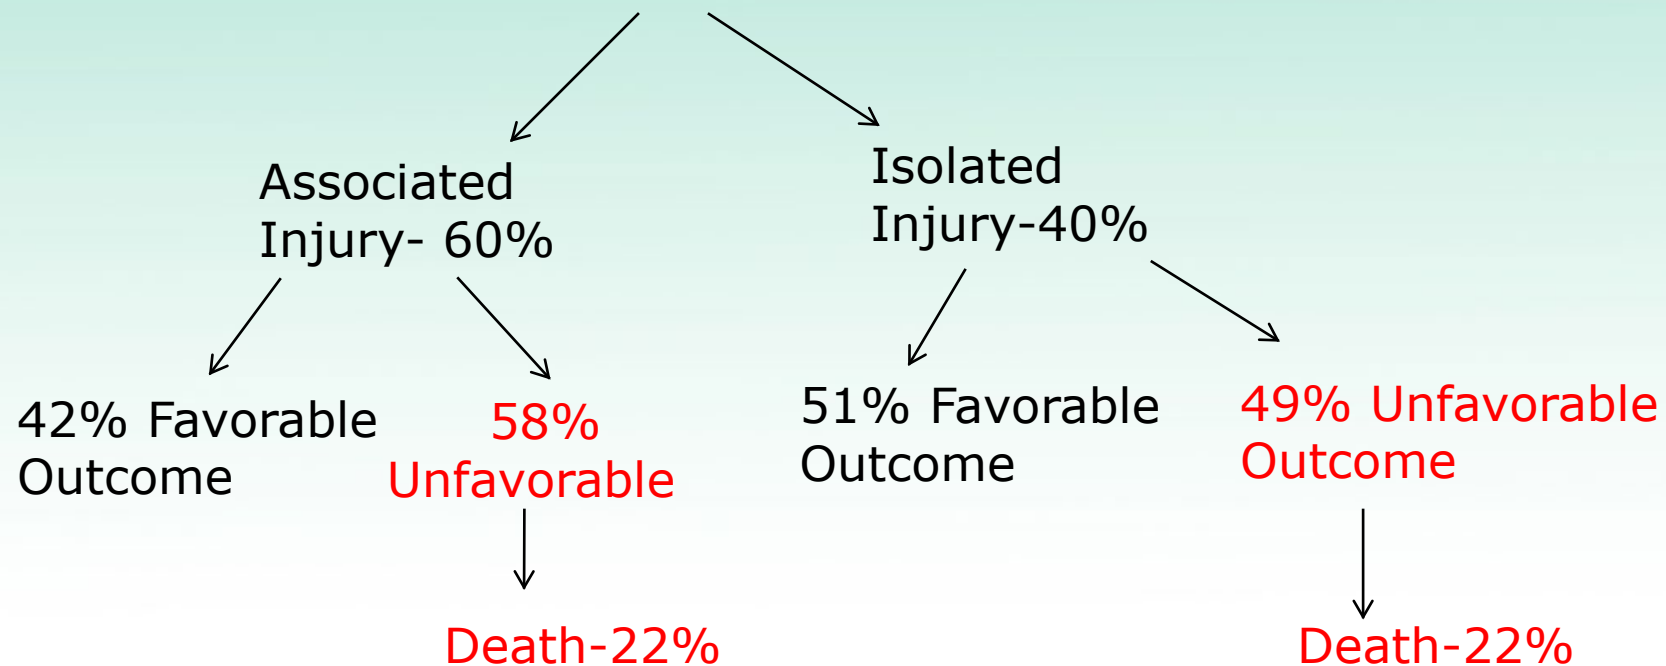 Associated
Injury- 60%
Isolated
Injury-40%
42% Favorable
Outcome
58%
Unfavorable
51% Favorable
Outcome
49% Unfavorable
Outcome
Death-22%
Death-22%